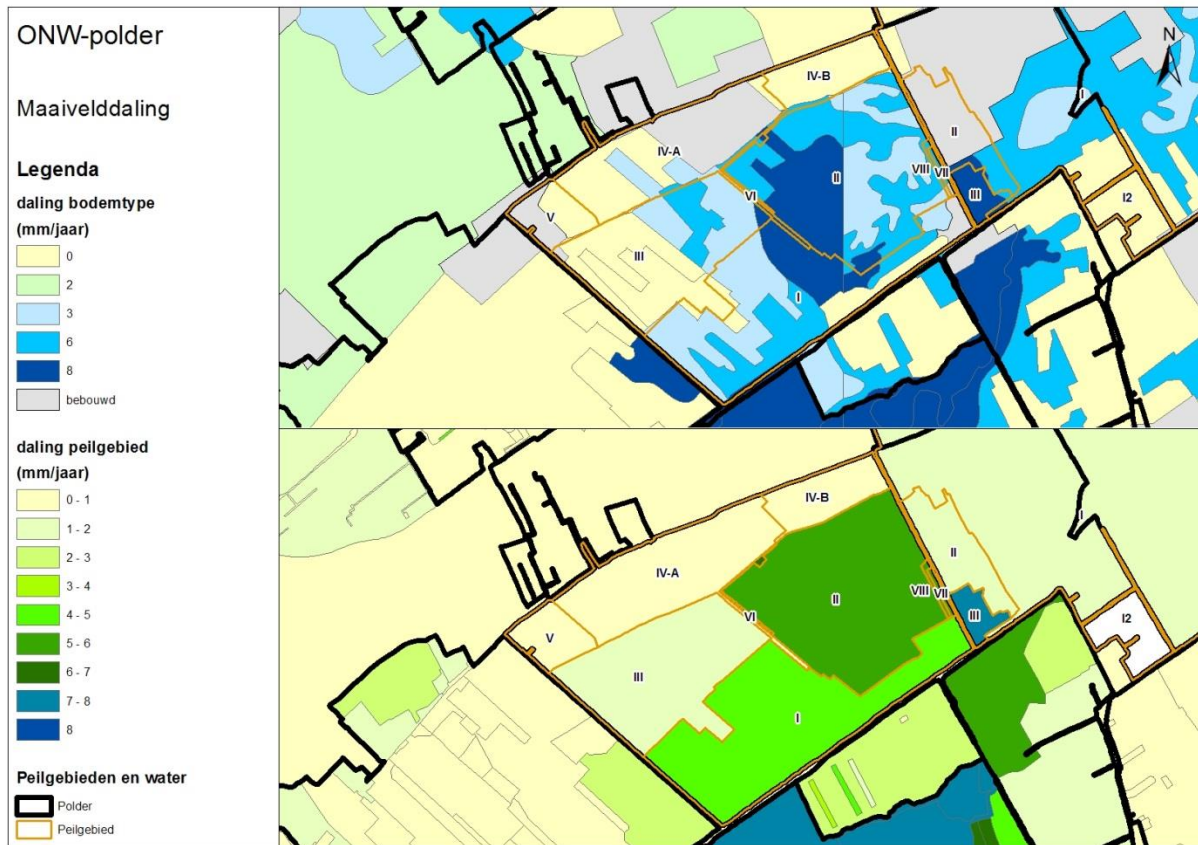 ONW-polder
Maaivelddaling
Legenda
daling bodemtype
(mm/jaar)
0
2
3
6
8
bebouwd
daling peilgebied
(mm/jaar)
0 - 1
1 - 2
2 - 3
3 - 4
4 - 5
5 - 6
6 - 7
7 - 8
8
Peilgebieden en water
Polder
Peilgebied
N
IV-B
I
II
IV-A
VIII
VII
II
III
VI
I2
V
III
I
IV-B
I
II
IV-A
VIII
VII
II
III
VI
I2
V
III
I